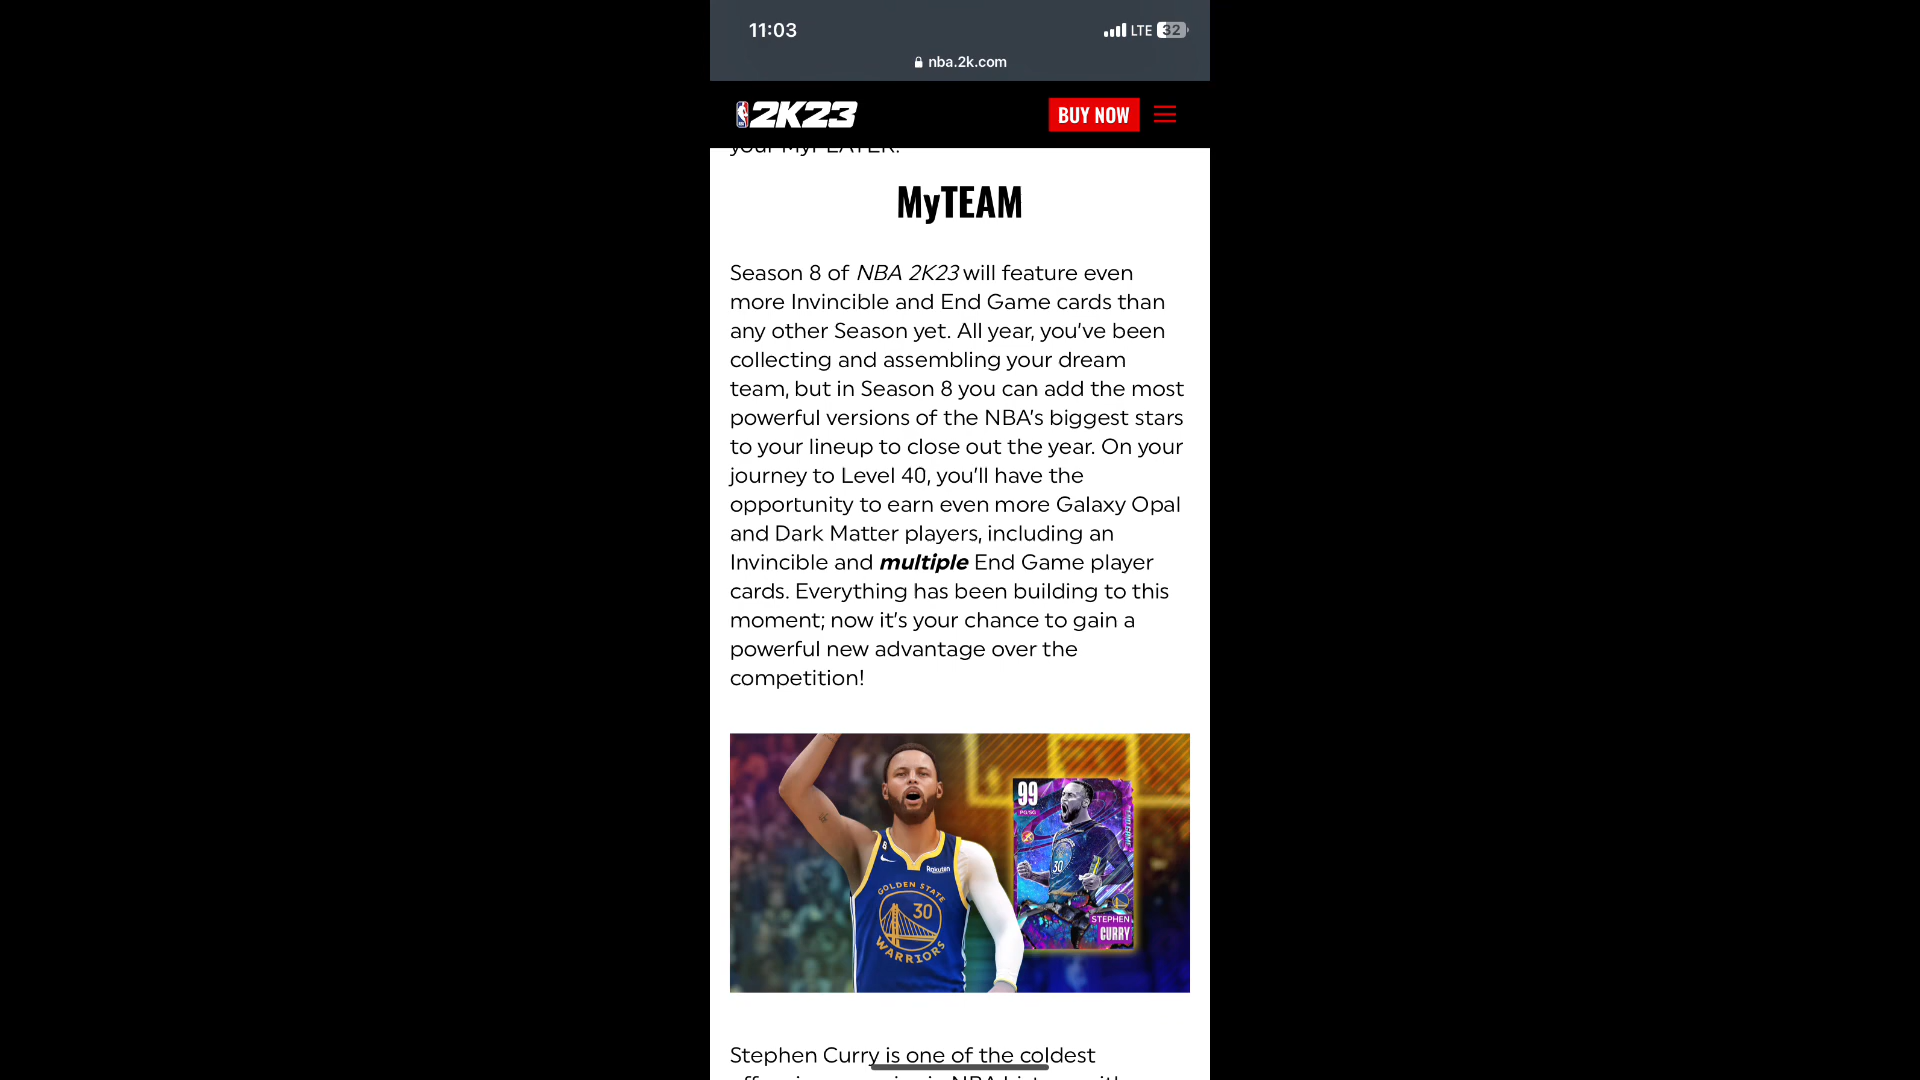 11:03
LTE 32
nba.2k.com
2K23
BUY NOW
MyTEAM
Season 8 of NBA 2K23 will feature even
more Invincible and End Game cards than
any other Season yet. All year, you’ve been
collecting and assembling your dream
team, but in Season 8 you can add the most
powerful versions of the NBA’s biggest stars
to your lineup to close out the year. On your
journey to Level 40, you’ll have the
opportunity to earn even more Galaxy Opal
and Dark Matter players, including an
Invincible and multiple End Game player
cards. Everything has been building to this
moment; now it’s your chance to gain a
powerful new advantage over the
competition!
99
PG/SG
Rakuten
GOLDEN STATE
30
WARRIORS
30
STEPHEN
CURRY
Stephen Curry is one of the coldest